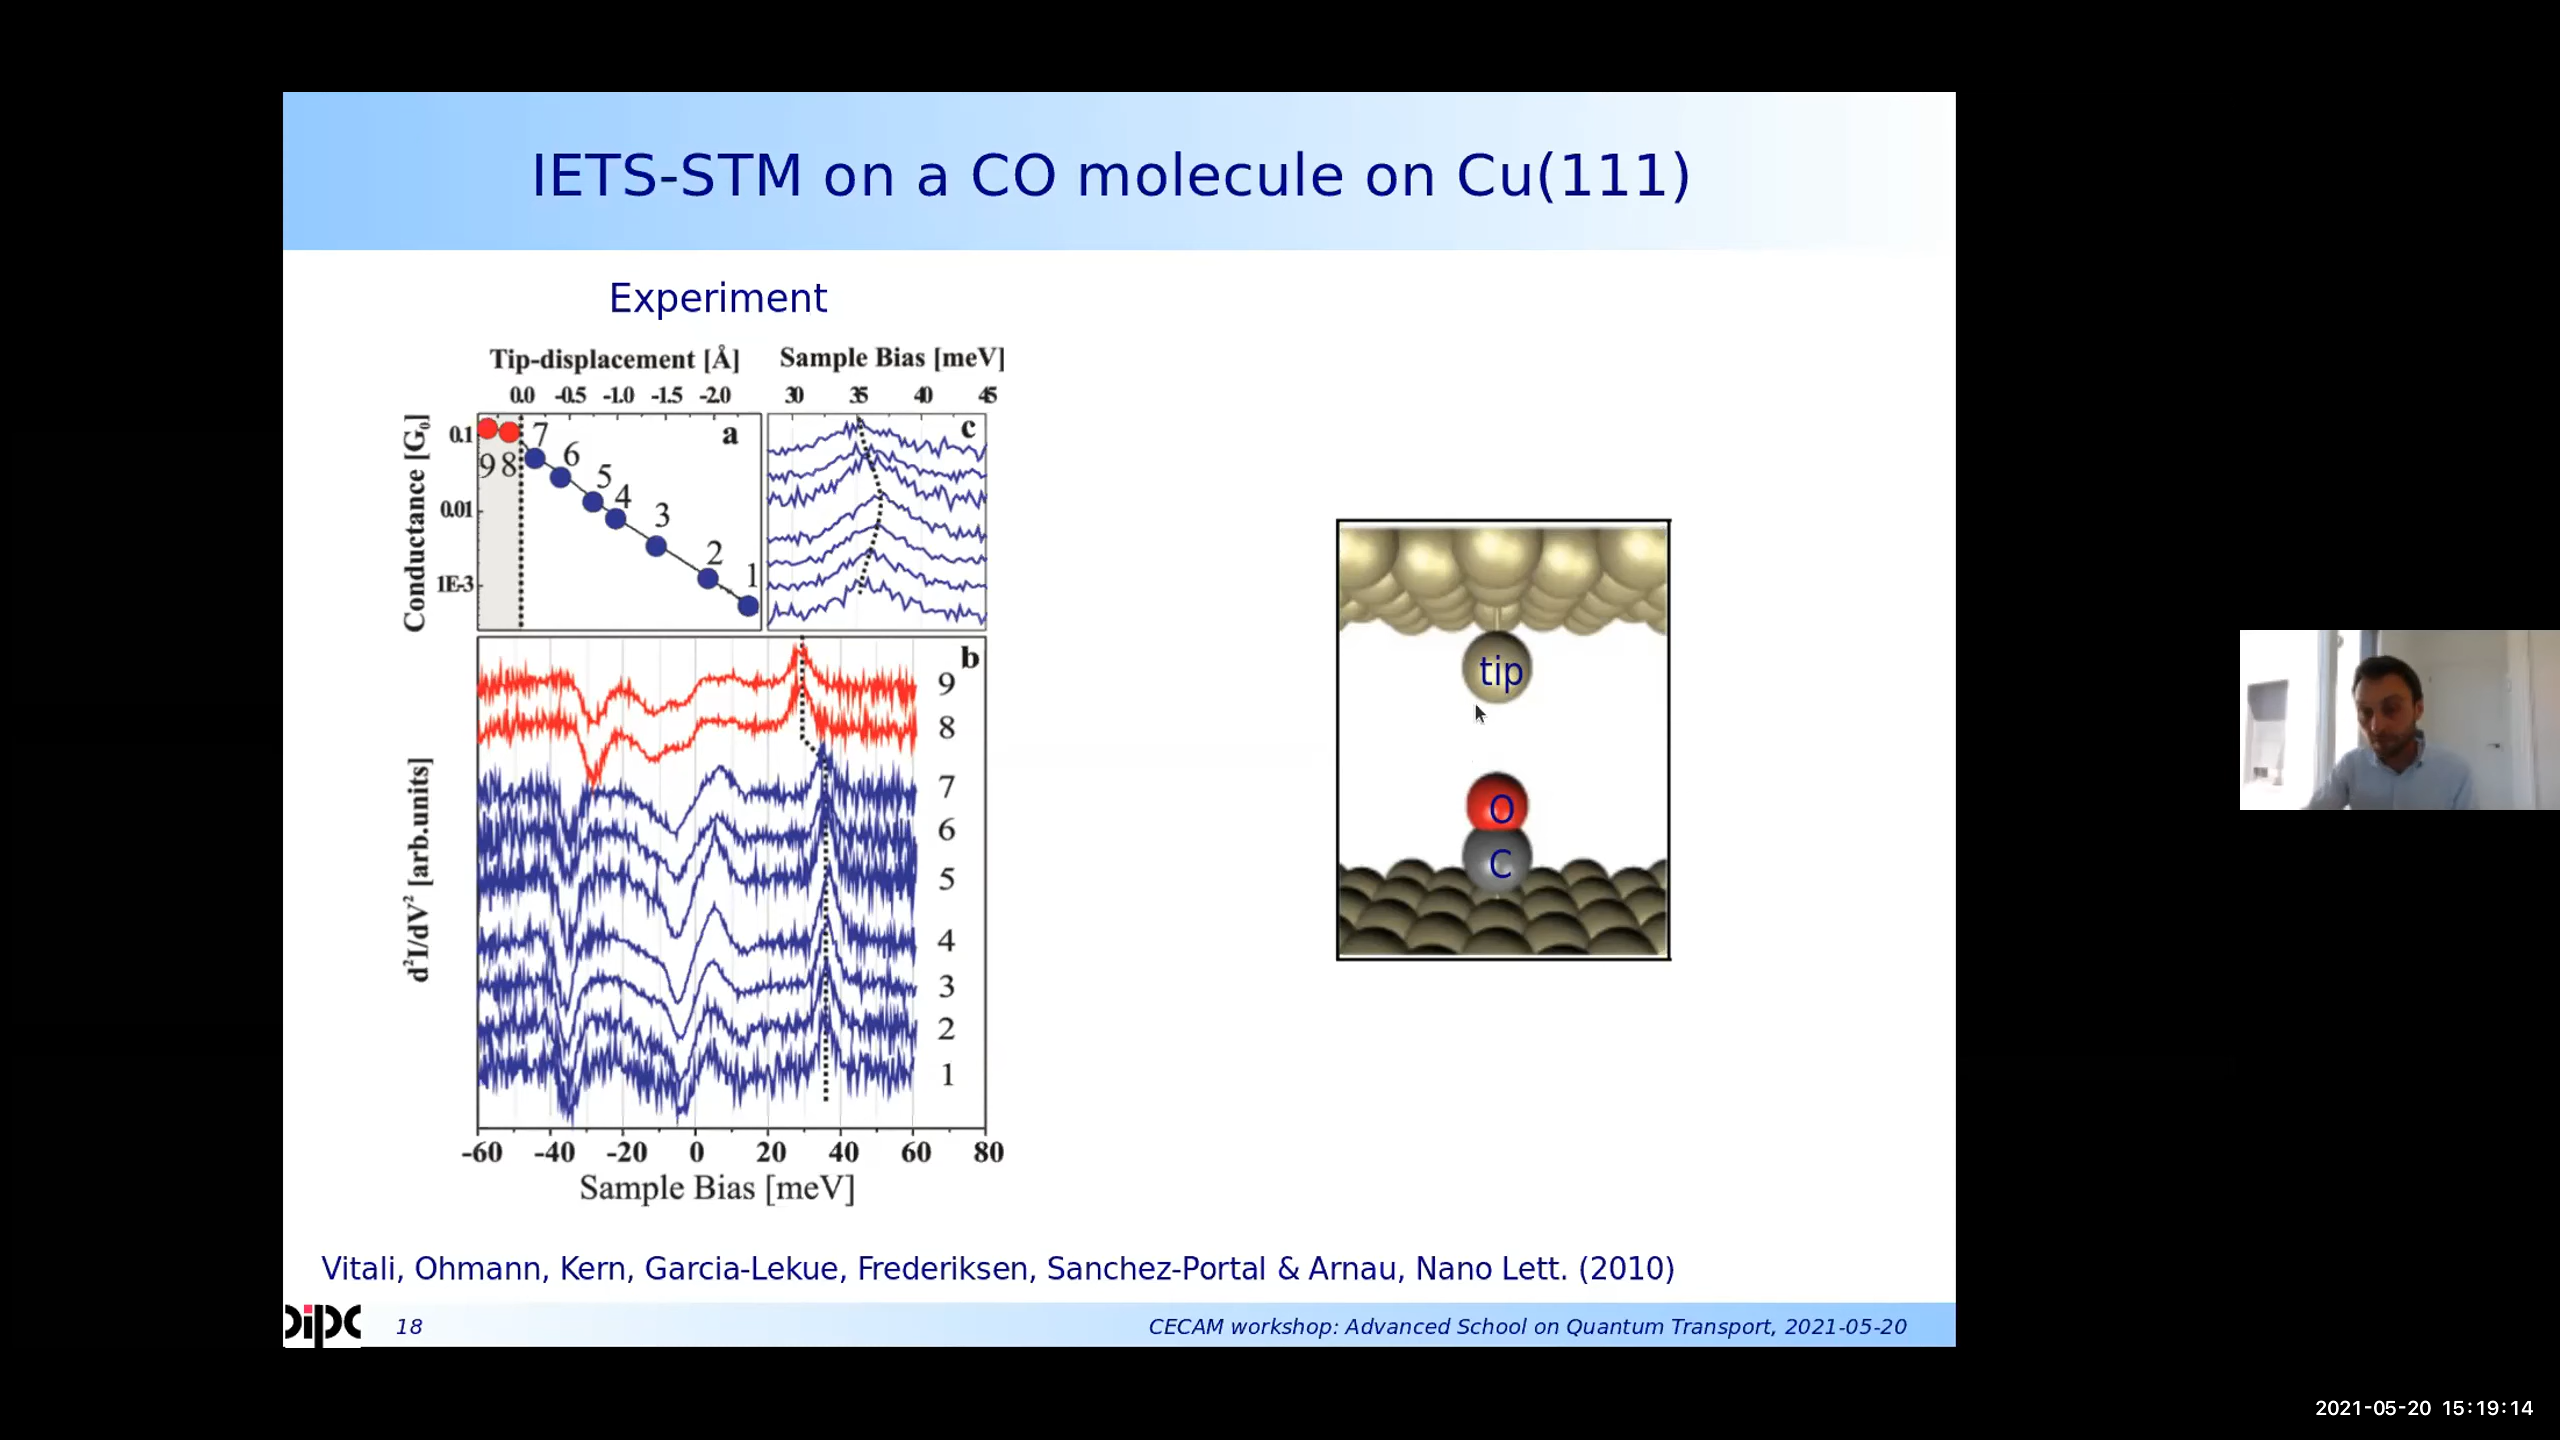 IETS-STM on a CO molecule on Cu(111)
Experiment
Tip-displacement [Å]
0.0 -0.5 -1.0 -1.5 -2.0
Sample Bias [meV]
30 35 40 45
Conductance [G₀]
0.1
0.01
1E-3
a
9 8 7 6 5 4 3 2 1
c
b
9
8
7
6
5
4
3
2
1
d²I/dV² [arb.units]
-60 -40 -20 0 20 40 60 80
Sample Bias [meV]
tip
O
C
Vitali, Ohmann, Kern, Garcia-Lekue, Frederiksen, Sanchez-Portal & Arnau, Nano Lett. (2010)
dipc
18
CECAM workshop: Advanced School on Quantum Transport, 2021-05-20
2021-05-20 15:19:14